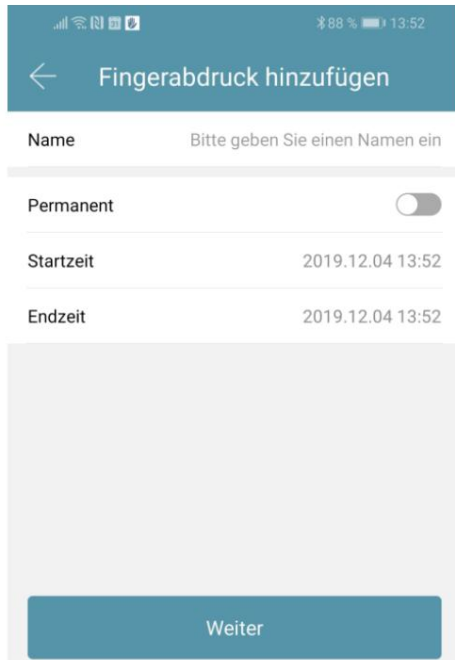 88 % 13:52
Fingerabdruck hinzufügen
Name Bitte geben Sie einen Namen ein
Permanent
Startzeit 2019.12.04 13:52
Endzeit 2019.12.04 13:52
Weiter